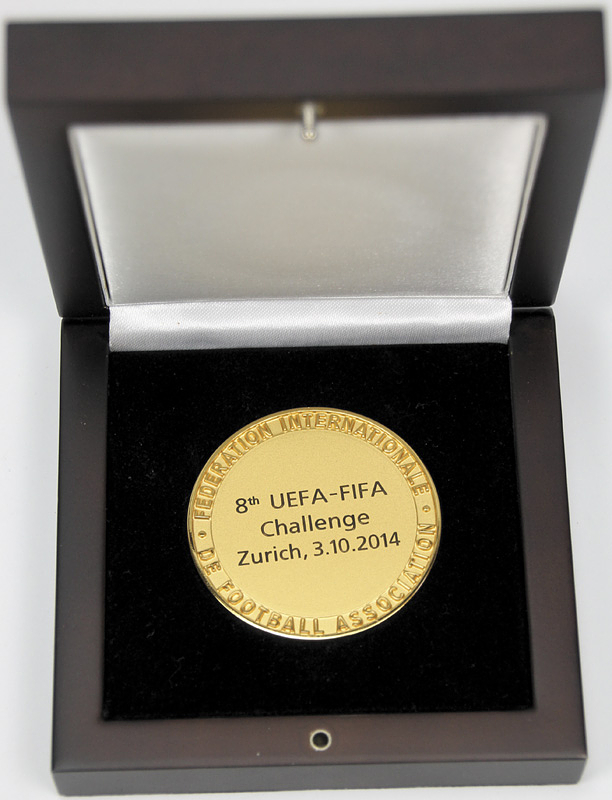 FEDERATION INTERNATIONALE
8th UEFA-FIFA
Challenge
Zurich, 3.10.2014
DE FOOTBALL ASSOCIATION